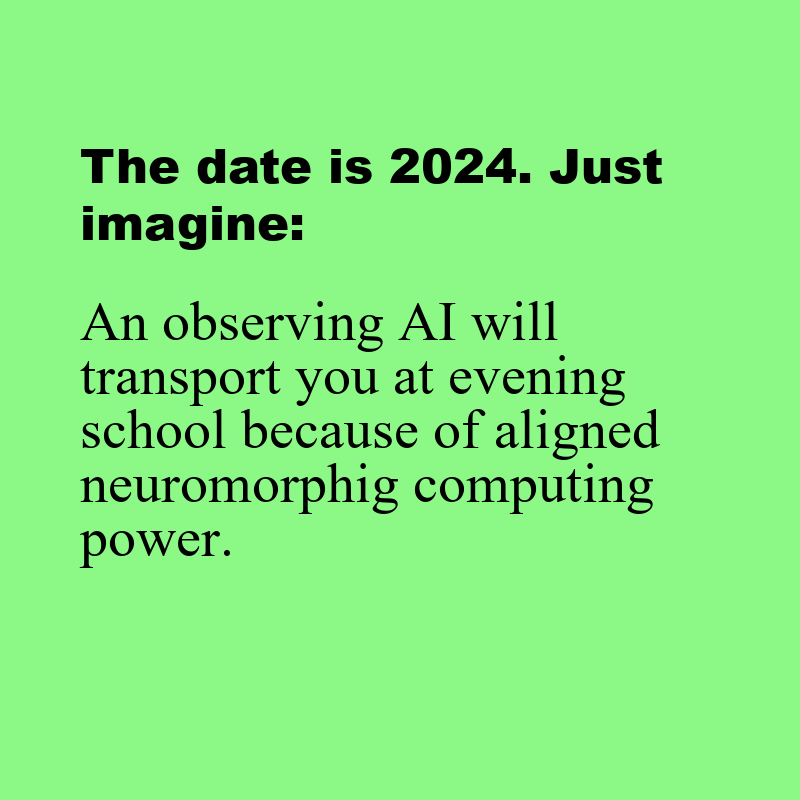 The date is 2024. Just
imagine:
An observing AI will
transport you at evening
school because of aligned
neuromorphig computing
power.